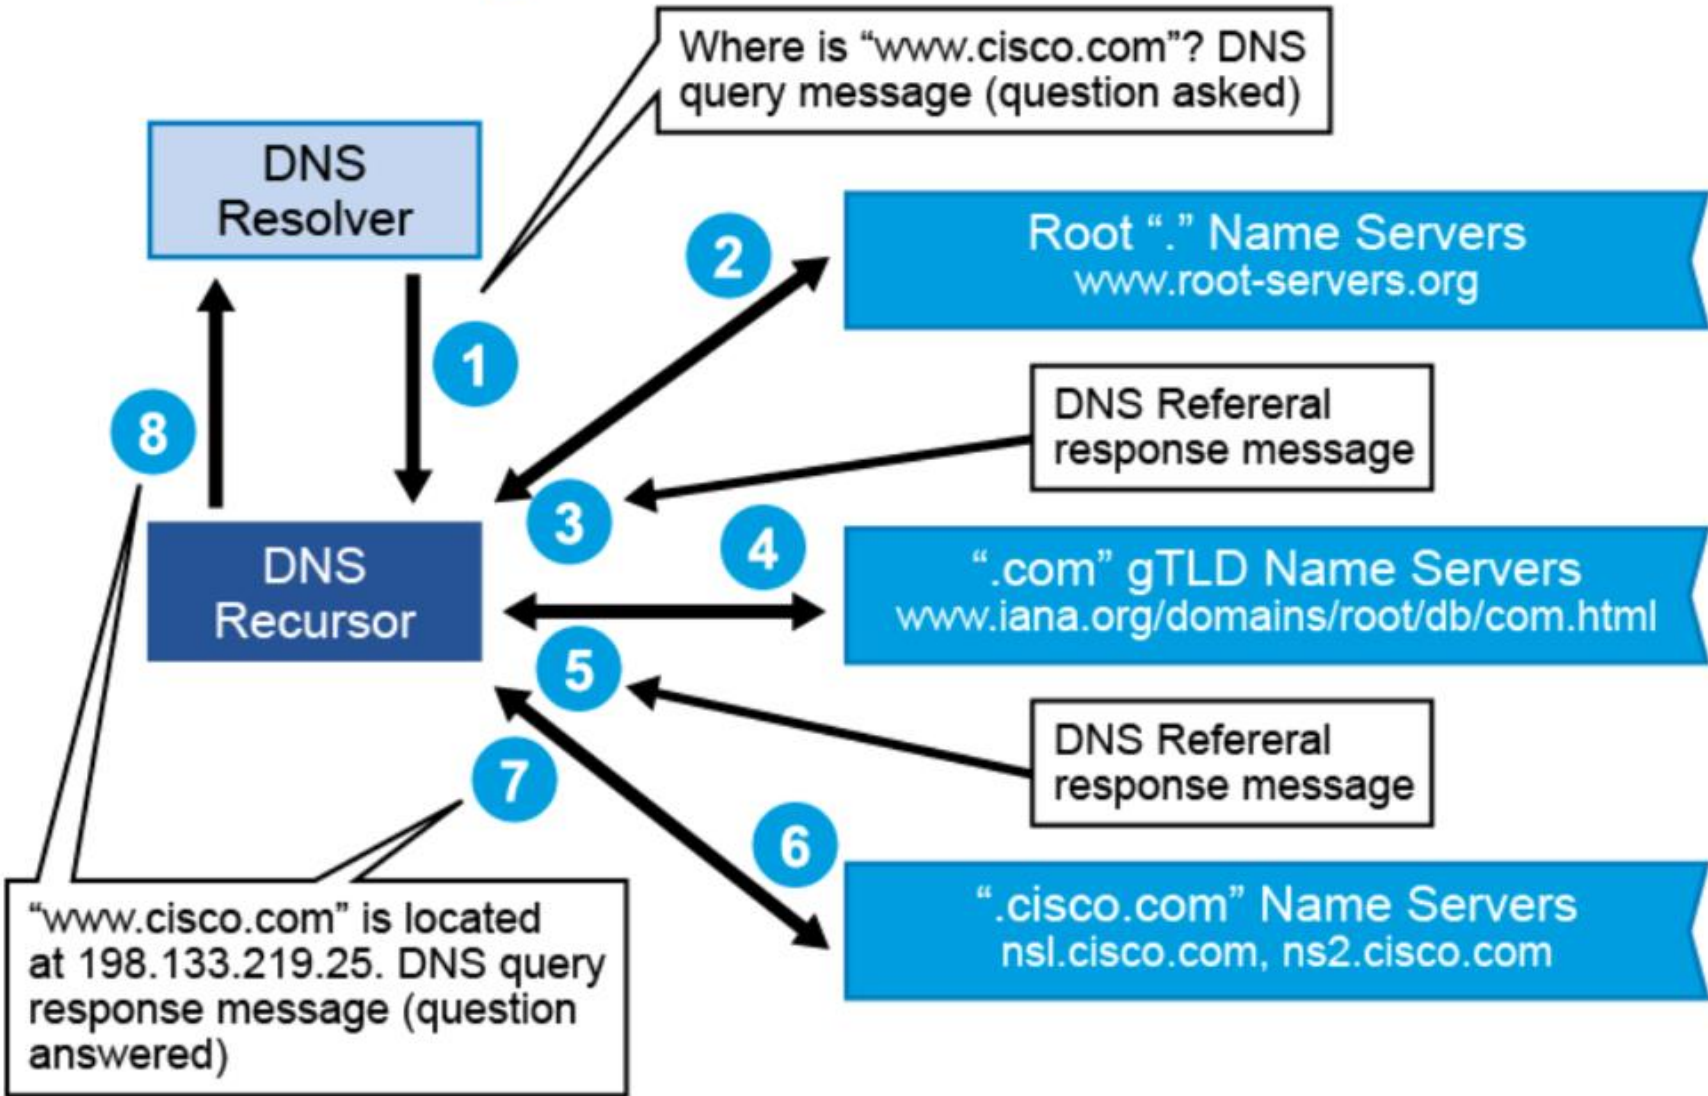 Where is “www.cisco.com”? DNS
query message (question asked)
DNS
Resolver
2
Root “.” Name Servers
www.root-servers.org
1
8
DNS Refereral
response message
3
4
DNS
Recursor
“.com” gTLD Name Servers
www.iana.org/domains/root/db/com.html
5
DNS Refereral
response message
7
6
“.cisco.com” Name Servers
nsl.cisco.com, ns2.cisco.com
“www.cisco.com” is located
at 198.133.219.25. DNS query
response message (question
answered)